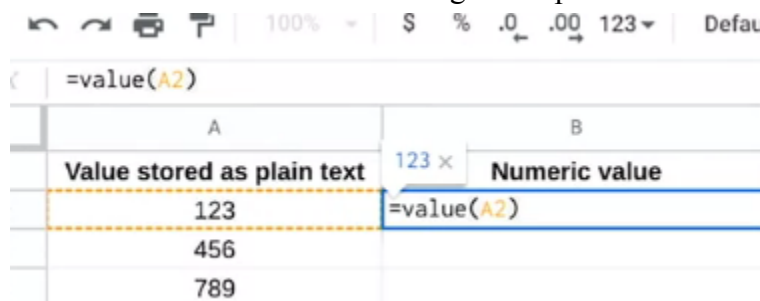 100% $ % .0 .00 123 Defau
=value(A2)
A B
Value stored as plain text Numeric value
123 ×
123 =value(A2)
456
789